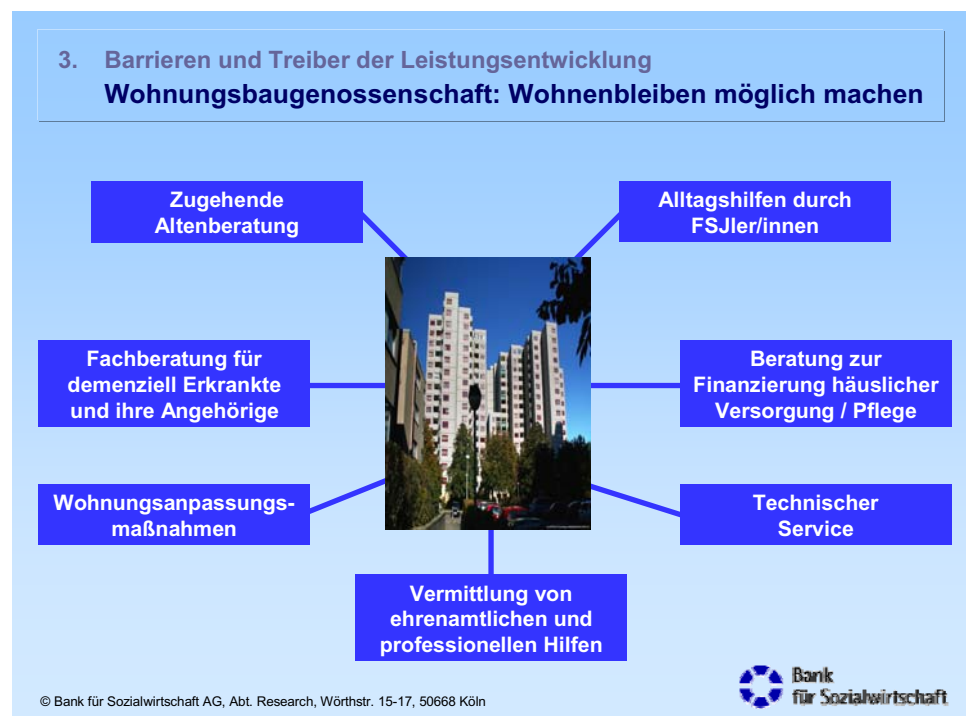 3. Barrieren und Treiber der Leistungsentwicklung
Wohnungsbaugenossenschaft: Wohnenbleiben möglich machen
Zugehende
Altenberatung
Alltagshilfen durch
FSJler/innen
Fachberatung für
demenziell Erkrankte
und ihre Angehörige
Beratung zur
Finanzierung häuslicher
Versorgung / Pflege
Wohnungsanpassungs-
maßnahmen
Technischer
Service
Vermittlung von
ehrenamtlichen und
professionellen Hilfen
© Bank für Sozialwirtschaft AG, Abt. Research, Wörthstr. 15-17, 50668 Köln
Bank
für Sozialwirtschaft